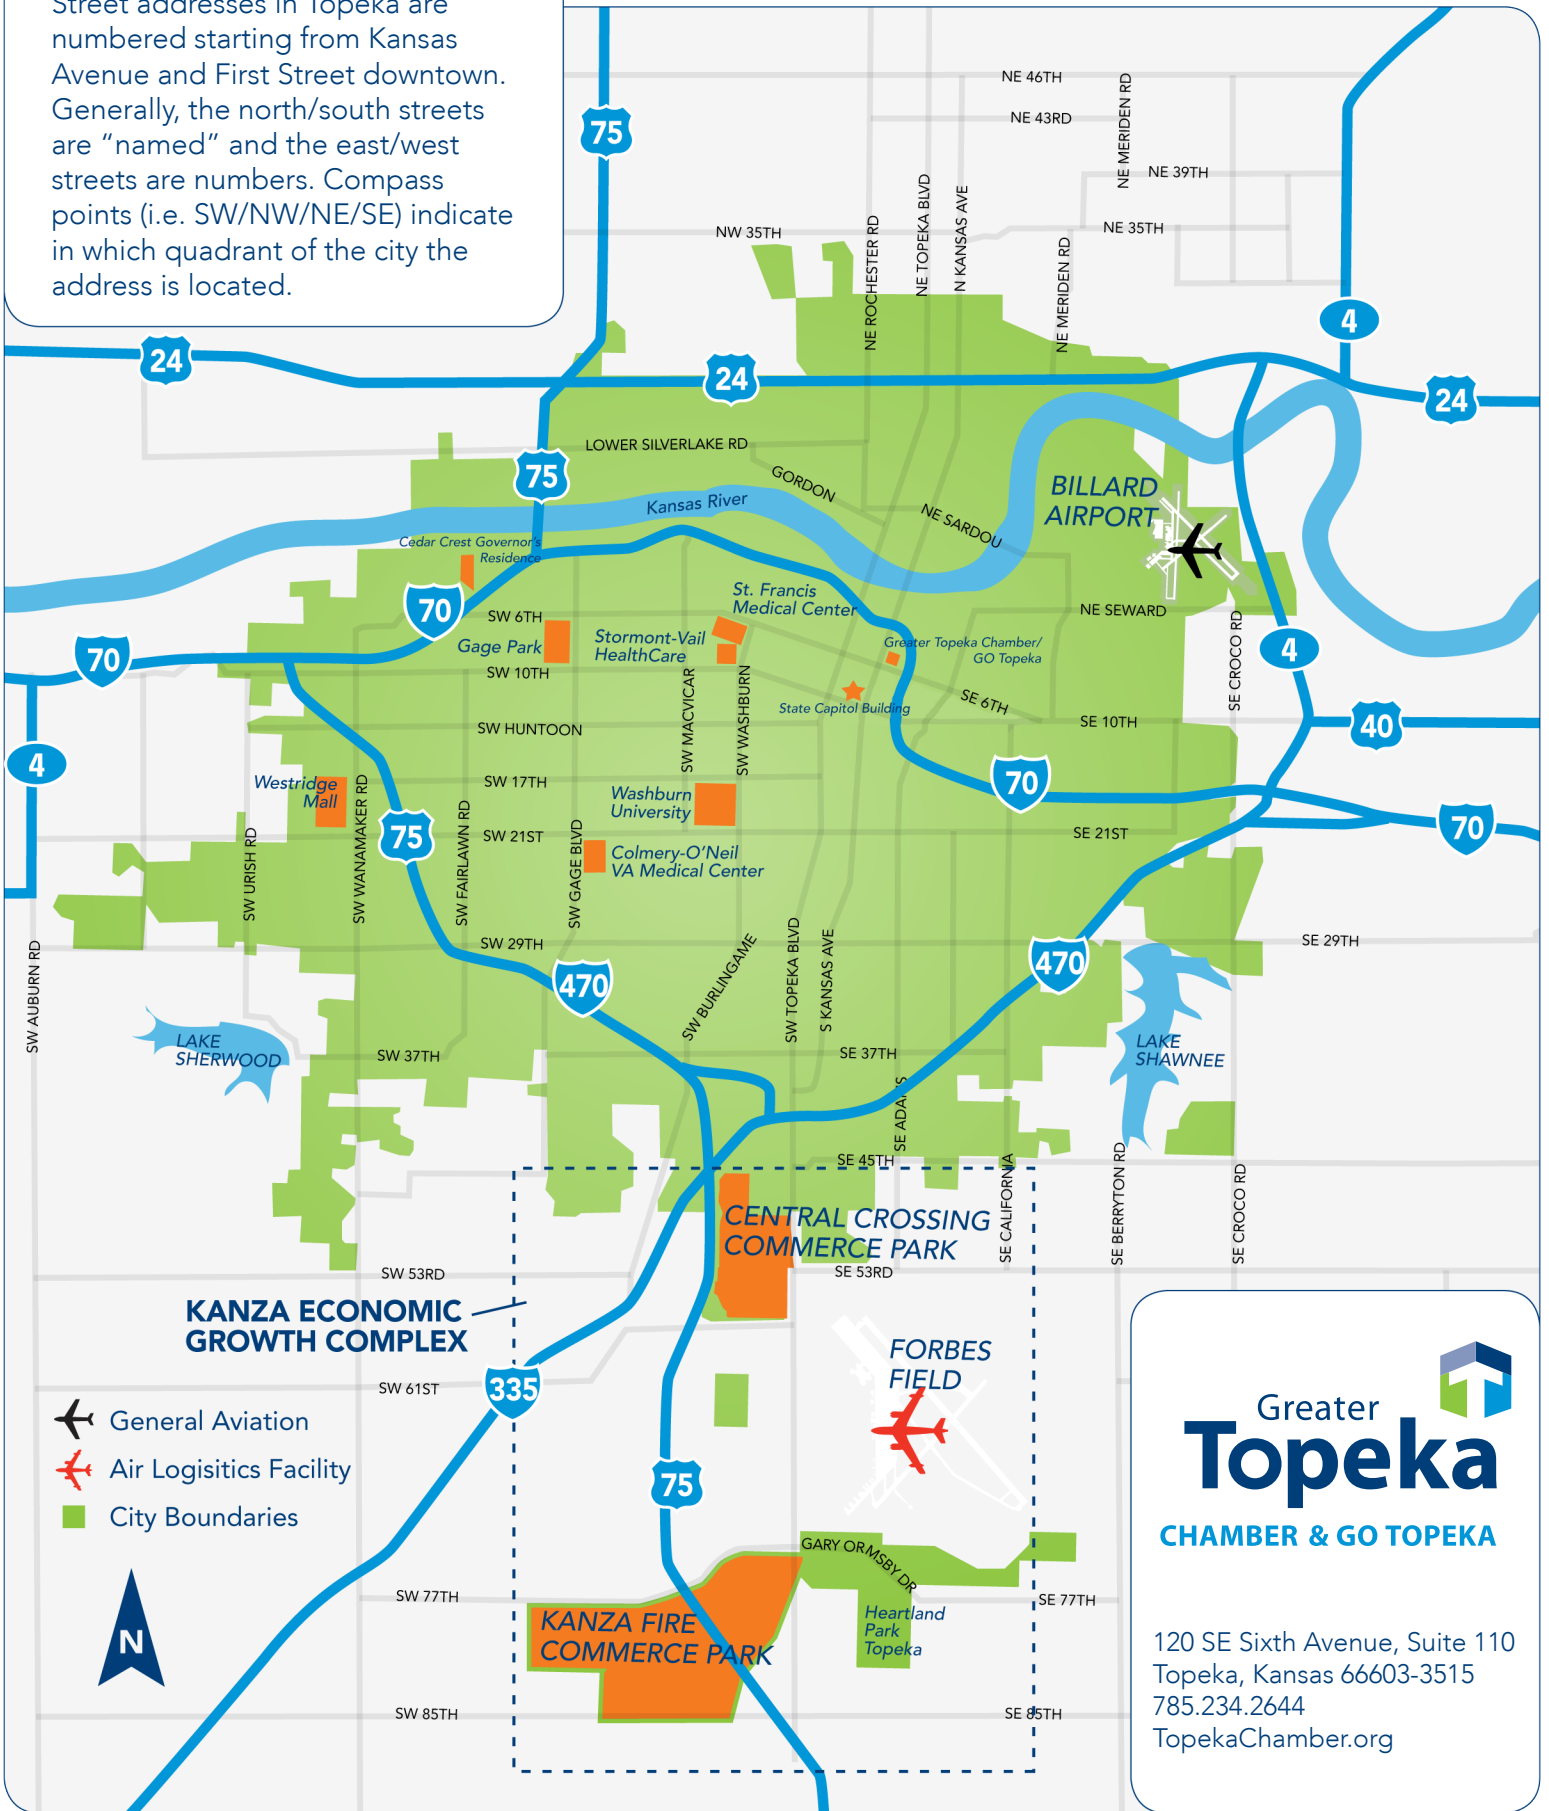 Street addresses in Topeka are
numbered starting from Kansas
Avenue and First Street downtown.
Generally, the north/south streets
are “named” and the east/west
streets are numbers. Compass
points (i.e. SW/NW/NE/SE) indicate
in which quadrant of the city the
address is located.
75
NE 46TH
NE 43RD
NE MERIDEN RD
NE 39TH
NE TOPEKA BLVD
N KANSAS AVE
NE ROCHESTER RD
NW 35TH
NE 35TH
NE MERIDEN RD
4
24
24
24
LOWER SILVERLAKE RD
75
GORDON
Kansas River
NE SARDOU
BILLARD
AIRPORT
Cedar Crest Governor's
Residence
70
St. Francis
Medical Center
SW 6TH
NE SEWARD
Gage Park
Stormont-Vail
HealthCare
Greater Topeka Chamber/
GO Topeka
4
70
SW 10TH
SW MACVICAR
SW WASHBURN
SE CROCO RD
State Capitol Building
SE 6TH
SE 10TH
40
SW HUNTOON
4
SW 17TH
70
Westridge
Mall
SW WANAMAKER RD
Washburn
University
75
SW 21ST
SE 21ST
70
SW URISH RD
SW FAIRLAWN RD
SW GAGE BLVD
Colmery-O'Neil
VA Medical Center
SW 29TH
SE 29TH
SW AUBURN RD
470
SW BURLINGAME
SW TOPEKA BLVD
S KANSAS AVE
470
LAKE
SHERWOOD
SW 37TH
SE 37TH
LAKE
SHAWNEE
SE ADAMS
SE 45TH
SE CALIFORNIA
SE BERRYTON RD
SE CROCO RD
CENTRAL CROSSING
COMMERCE PARK
SW 53RD
SE 53RD
KANZA ECONOMIC
GROWTH COMPLEX
FORBES
FIELD
SW 61ST
335
General Aviation
Air Logisitics Facility
City Boundaries
75
GARY ORMSBY DR
SW 77TH
SE 77TH
KANZA FIRE
COMMERCE PARK
Heartland
Park
Topeka
N
SW 85TH
SE 85TH
Greater
Topeka
CHAMBER & GO TOPEKA
120 SE Sixth Avenue, Suite 110
Topeka, Kansas 66603-3515
785.234.2644
TopekaChamber.org